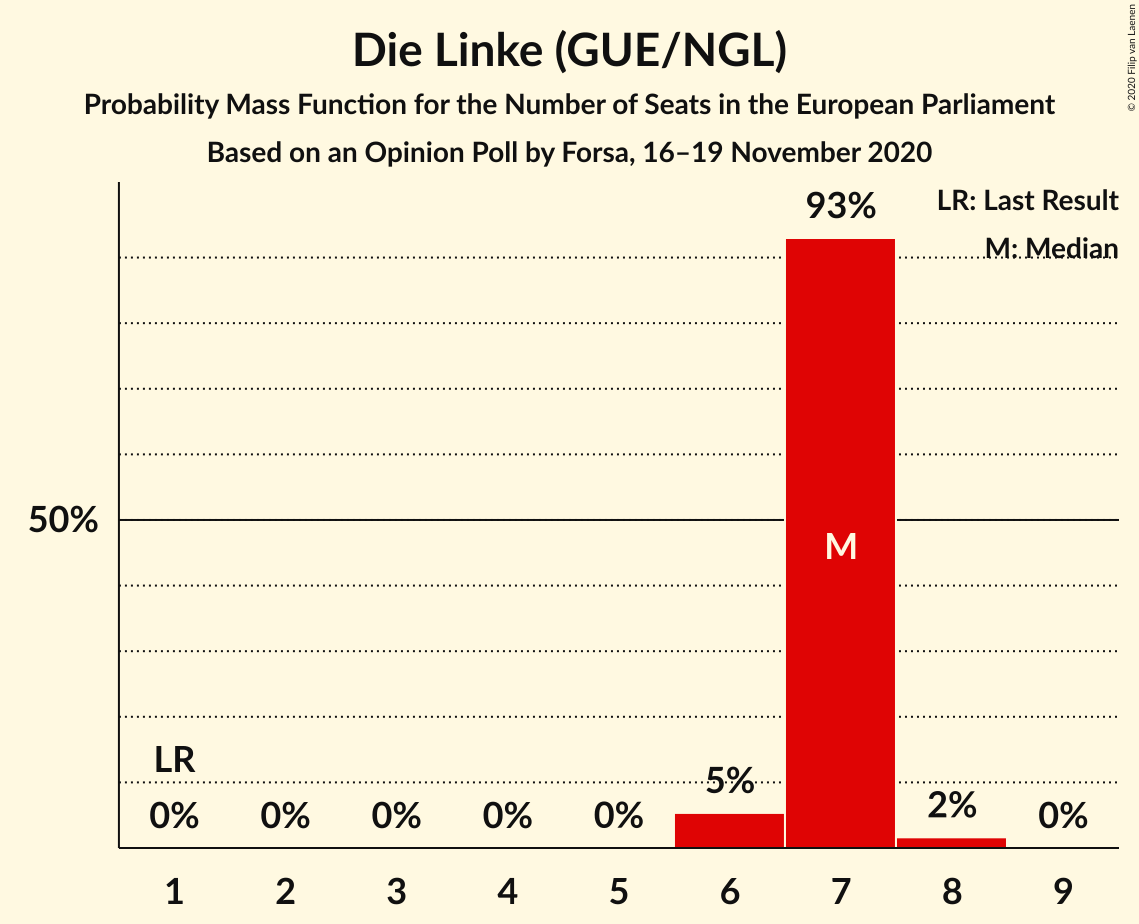 Die Linke (GUE/NGL)
Probability Mass Function for the Number of Seats in the European Parliament
Based on an Opinion Poll by Forsa, 16–19 November 2020
© 2020 Filip van Laenen
LR: Last Result
M: Median
93%
50%
M
LR
0%
0%
0%
0%
0%
5%
2%
0%
1 2 3 4 5 6 7 8 9